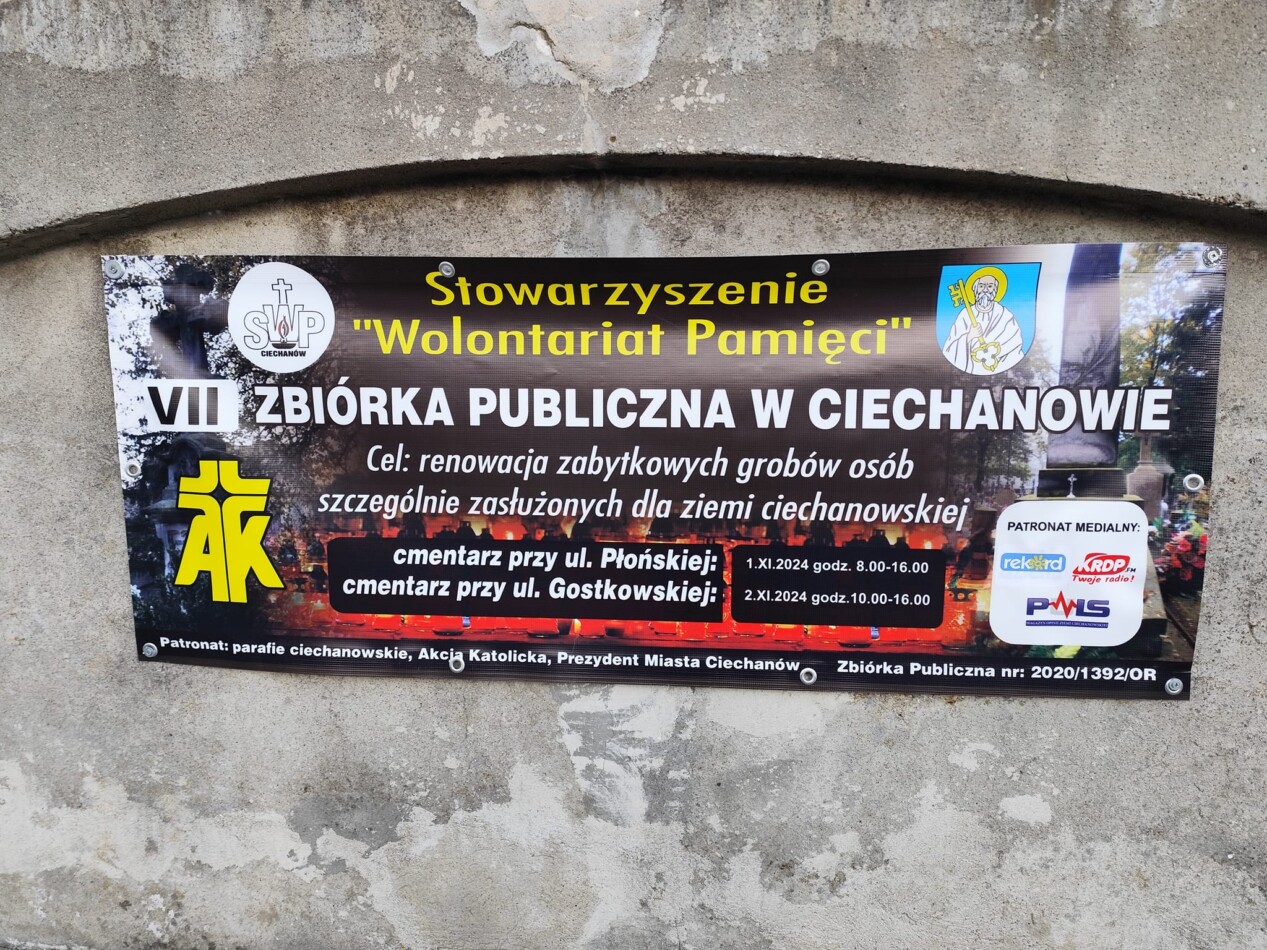 Stowarzyszenie
"Wolontariat Pamięci"
SWP
CIECHANÓW
VII ZBIÓRKA PUBLICZNA W CIECHANOWIE
Cel: renowacja zabytkowych grobów osób
szczególnie zasłużonych dla ziemi ciechanowskiej
AK
cmentarz przy ul. Płońskiej: 1.XI.2024 godz. 8.00-16.00
cmentarz przy ul. Gostkowskiej: 2.XI.2024 godz.10.00-16.00
PATRONAT MEDIALNY:
rekord
KRDP FM
Twoje radio!
PULS
Patronat: parafie ciechanowskie, Akcja Katolicka, Prezydent Miasta Ciechanów
Zbiórka Publiczna nr: 2020/1392/OR